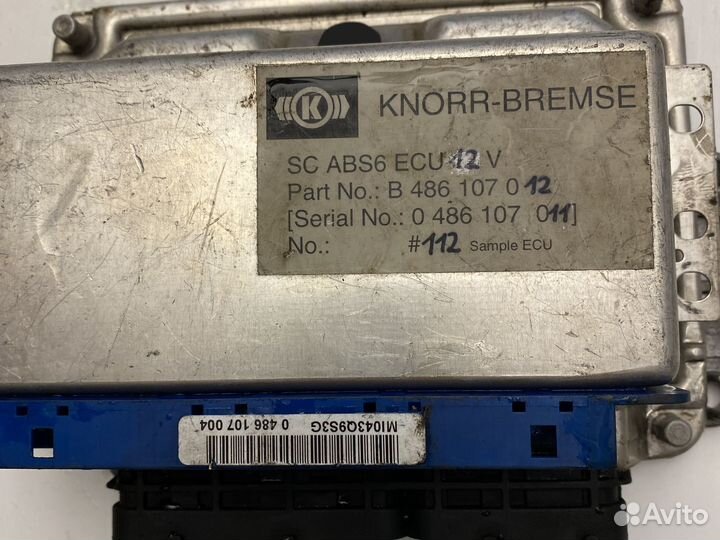 K
KNORR-BREMSE
SC ABS6 ECU 12 V
Part No.: B 486 107 012
[Serial No.: 0 486 107 011]
No.: #112 Sample ECU
MI043Q9S3G
0 486 107 004
Avito